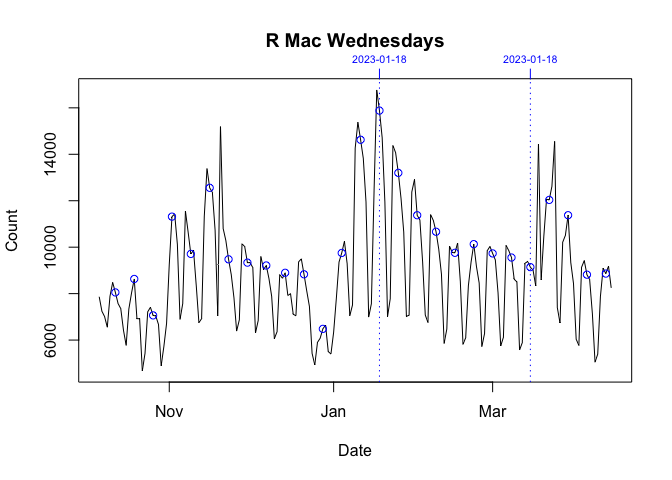 R Mac Wednesdays
2023-01-18 2023-01-18
14000
10000
6000
Count
Nov Jan Mar
Date